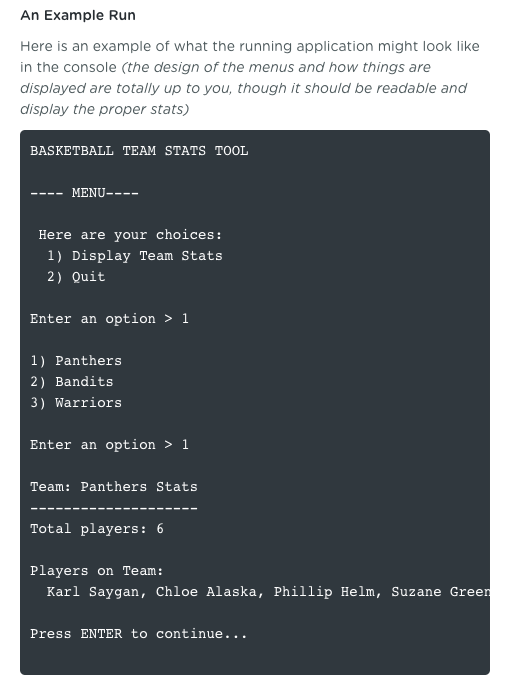 An Example Run
Here is an example of what the running application might look like
in the console (the design of the menus and how things are
displayed are totally up to you, though it should be readable and
display the proper stats)
BASKETBALL TEAM STATS TOOL
---- MENU----
Here are your choices:
1) Display Team Stats
2) Quit
Enter an option > 1
1) Panthers
2) Bandits
3) Warriors
Enter an option > 1
Team: Panthers Stats
--------------------
Total players: 6
Players on Team:
Karl Saygan, Chloe Alaska, Phillip Helm, Suzane Green
Press ENTER to continue...